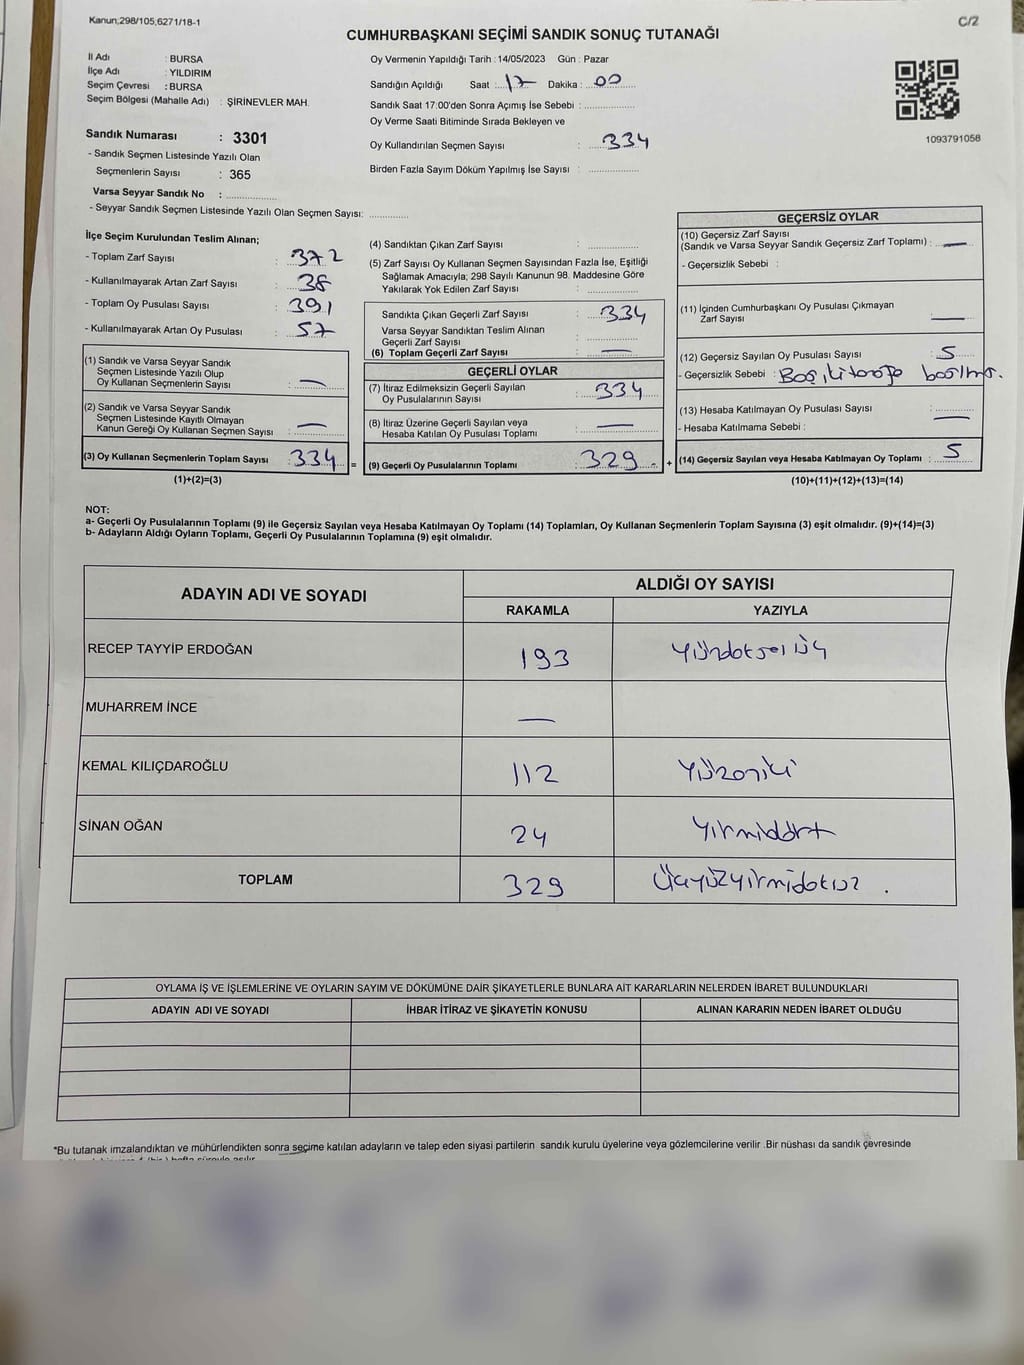 Kanun;298/105,6271/18-1
C/2
CUMHURBAŞKANI SEÇİMİ SANDIK SONUÇ TUTANAĞI
İl Adı : BURSA
İlçe Adı : YILDIRIM
Seçim Çevresi : BURSA
Seçim Bölgesi (Mahalle Adı) : ŞİRİNEVLER MAH.
Sandık Numarası : 3301
- Sandık Seçmen Listesinde Yazılı Olan
Seçmenlerin Sayısı : 365
Varsa Seyyar Sandık No :
- Seyyar Sandık Seçmen Listesinde Yazılı Olan Seçmen Sayısı:
Oy Vermenin Yapıldığı Tarih : 14/05/2023 Gün : Pazar
Sandığın Açıldığı Saat : 17 Dakika : 00
Sandık Saat 17:00'den Sonra Açımış İse Sebebi :
Oy Verme Saati Bitiminde Sırada Bekleyen ve
Oy Kullandırılan Seçmen Sayısı : 334
Birden Fazla Sayım Döküm Yapılmış İse Sayısı :
1093791058
İlçe Seçim Kurulundan Teslim Alınan;
- Toplam Zarf Sayısı : 372
- Kullanılmayarak Artan Zarf Sayısı : 38
- Toplam Oy Pusulası Sayısı : 391
- Kullanılmayarak Artan Oy Pusulası : 57
(1) Sandık ve Varsa Seyyar Sandık
Seçmen Listesinde Yazılı Olup
Oy Kullanan Seçmenlerin Sayısı : —
(2) Sandık ve Varsa Seyyar Sandık
Seçmen Listesinde Kayıtlı Olmayan
Kanun Gereği Oy Kullanan Seçmen Sayısı : —
(3) Oy Kullanan Seçmenlerin Toplam Sayısı : 334
(1)+(2)=(3)
(4) Sandıktan Çıkan Zarf Sayısı :
(5) Zarf Sayısı Oy Kullanan Seçmen Sayısından Fazla İse, Eşitliği
Sağlamak Amacıyla; 298 Sayılı Kanunun 98. Maddesine Göre
Yakılarak Yok Edilen Zarf Sayısı :
Sandıkta Çıkan Geçerli Zarf Sayısı : 334
Varsa Seyyar Sandıktan Teslim Alınan
Geçerli Zarf Sayısı :
(6) Toplam Geçerli Zarf Sayısı : —
GEÇERLİ OYLAR
(7) İtiraz Edilmeksizin Geçerli Sayılan
Oy Pusulalarının Sayısı : 334
(8) İtiraz Üzerine Geçerli Sayılan veya
Hesaba Katılan Oy Pusulası Toplamı : —
= (9) Geçerli Oy Pusulalarının Toplamı : 329
GEÇERSİZ OYLAR
(10) Geçersiz Zarf Sayısı
(Sandık ve Varsa Seyyar Sandık Geçersiz Zarf Toplamı) : —
- Geçersizlik Sebebi :
(11) İçinden Cumhurbaşkanı Oy Pusulası Çıkmayan
Zarf Sayısı —
(12) Geçersiz Sayılan Oy Pusulası Sayısı : 5
- Geçersizlik Sebebi : Boş, iki tarafa
(13) Hesaba Katılmayan Oy Pusulası Sayısı : —
- Hesaba Katılmama Sebebi :
+ (14) Geçersiz Sayılan veya Hesaba Katılmayan Oy Toplamı : 5
(10)+(11)+(12)+(13)=(14)
NOT:
a- Geçerli Oy Pusulalarının Toplamı (9) ile Geçersiz Sayılan veya Hesaba Katılmayan Oy Toplamı (14) Toplamları, Oy Kullanan Seçmenlerin Toplam Sayısına (3) eşit olmalıdır. (9)+(14)=(3)
b- Adayların Aldığı Oyların Toplamı, Geçerli Oy Pusulalarının Toplamına (9) eşit olmalıdır.
ADAYIN ADI VE SOYADI ALDIĞI OY SAYISI
RAKAMLA YAZIYLA
RECEP TAYYİP ERDOĞAN 193
MUHARREM İNCE —
KEMAL KILIÇDAROĞLU 112 Yüzoniki
SİNAN OĞAN 24 Yirmidört
TOPLAM 329 Üçyüzyirmidokuz.
OYLAMA İŞ VE İŞLEMLERİNE VE OYLARIN SAYIM VE DÖKÜMÜNE DAİR ŞİKAYETLERLE BUNLARA AİT KARARLARIN NELERDEN İBARET BULUNDUKLARI
ADAYIN ADI VE SOYADI İHBAR İTİRAZ VE ŞİKAYETİN KONUSU ALINAN KARARIN NEDEN İBARET OLDUĞU
*Bu tutanak imzalandıktan ve mühürlendikten sonra seçime katılan adayların ve talep eden siyasi partilerin sandık kurulu üyelerine veya gözlemcilerine verilir .Bir nüshası da sandık çevresinde